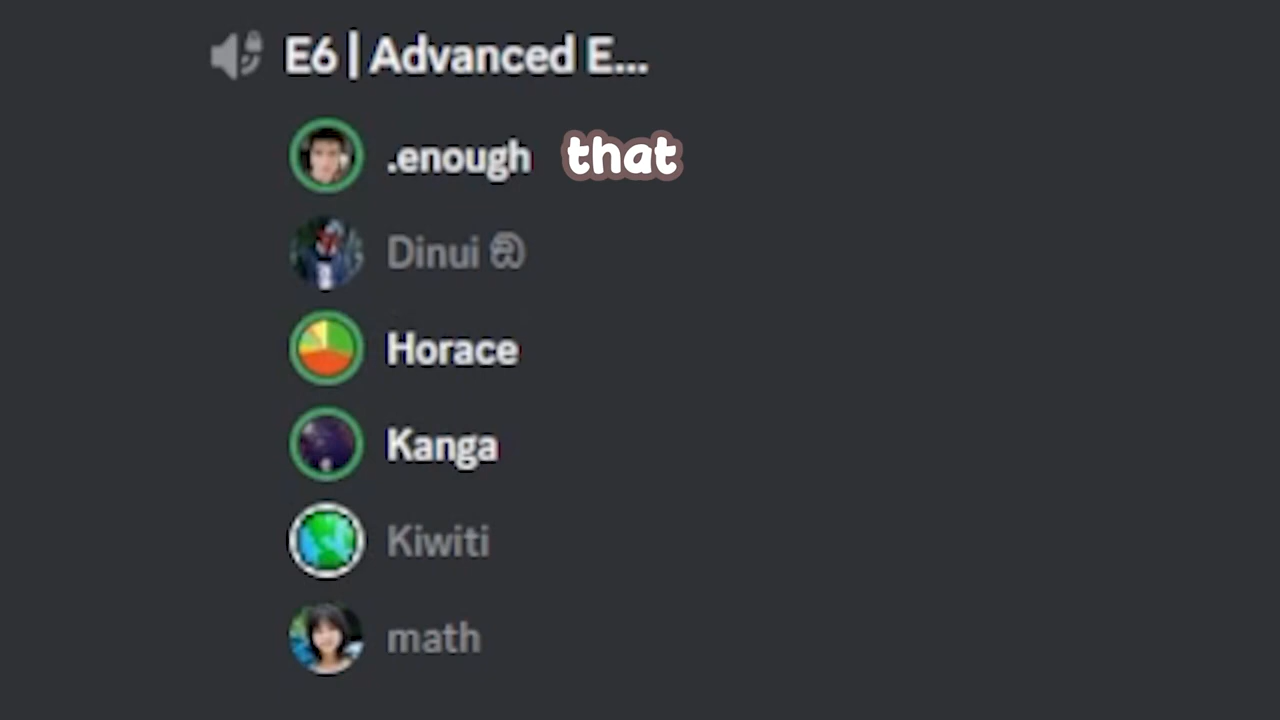 E6 | Advanced E...
.enough that
Dinui ඞ
Horace
Kanga
Kiwiti
math